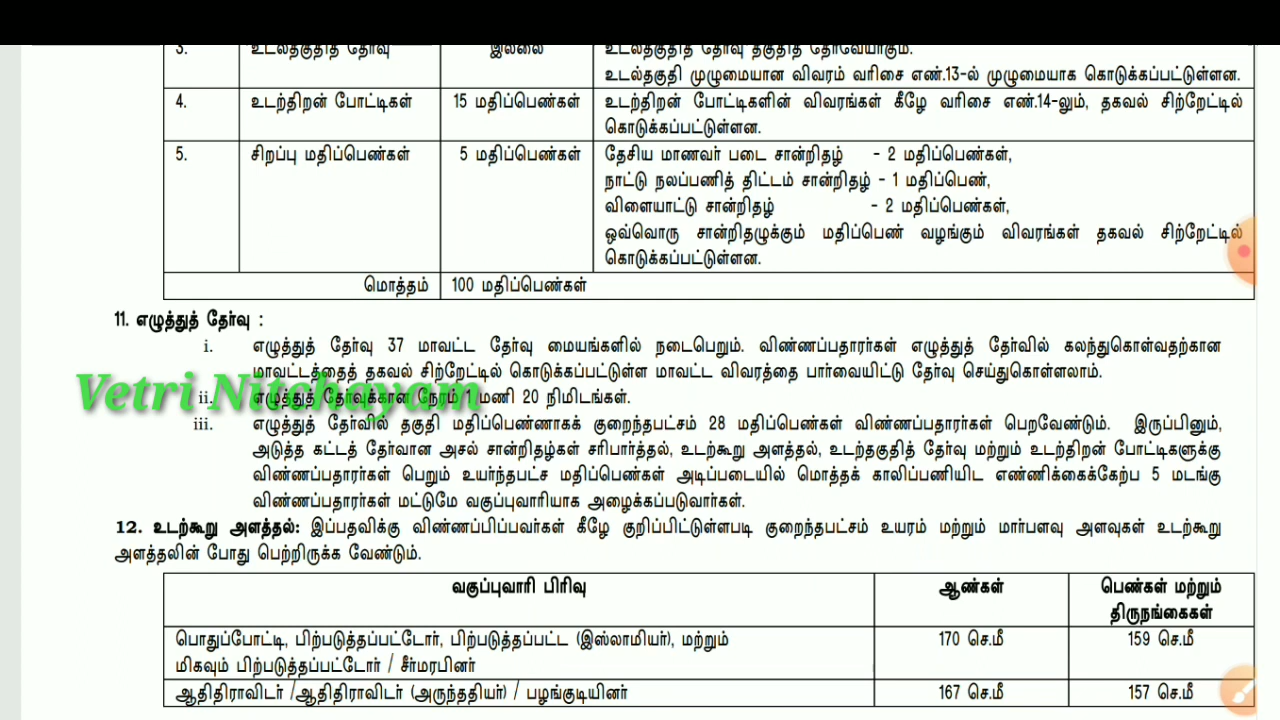 3. உடல்தகுதித் தேர்வு இல்லை உடல்தகுதித் தேர்வு தகுதித் தேர்வேயாகும்.
உடல்தகுதி முழுமையான விவரம் வரிசை எண்.13-ல் முழுமையாக கொடுக்கப்பட்டுள்ளன.
4. உடற்திறன் போட்டிகள் 15 மதிப்பெண்கள் உடற்திறன் போட்டிகளின் விவரங்கள் கீழே வரிசை எண்.14-லும், தகவல் சிற்றேட்டில்
கொடுக்கப்பட்டுள்ளன.
5. சிறப்பு மதிப்பெண்கள் 5 மதிப்பெண்கள் தேசிய மாணவர் படை சான்றிதழ் - 2 மதிப்பெண்கள்,
நாட்டு நலப்பணித் திட்டம் சான்றிதழ் - 1 மதிப்பெண்,
விளையாட்டு சான்றிதழ் - 2 மதிப்பெண்கள்,
ஒவ்வொரு சான்றிதழுக்கும் மதிப்பெண் வழங்கும் விவரங்கள் தகவல் சிற்றேட்டில்
கொடுக்கப்பட்டுள்ளன.
மொத்தம் 100 மதிப்பெண்கள்
11. எழுத்துத் தேர்வு :
i. எழுத்துத் தேர்வு 37 மாவட்ட தேர்வு மையங்களில் நடைபெறும். விண்ணப்பதாரர்கள் எழுத்துத் தேர்வில் கலந்துகொள்வதற்கான
மாவட்டத்தைத் தகவல் சிற்றேட்டில் கொடுக்கப்பட்டுள்ள மாவட்ட விவரத்தை பார்வையிட்டு தேர்வு செய்துகொள்ளலாம்.
Vetri Nitchayam
ii. எழுத்துத் தேர்வுக்கான நேரம் 1 மணி 20 நிமிடங்கள்.
iii. எழுத்துத் தேர்வில் தகுதி மதிப்பெண்ணாகக் குறைந்தபட்சம் 28 மதிப்பெண்கள் விண்ணப்பதாரர்கள் பெறவேண்டும். இருப்பினும்,
அடுத்த கட்டத் தேர்வான அசல் சான்றிதழ்கள் சரிபார்த்தல், உடற்கூறு அளத்தல், உடற்தகுதித் தேர்வு மற்றும் உடற்திறன் போட்டிகளுக்கு
விண்ணப்பதாரர்கள் பெறும் உயர்ந்தபட்ச மதிப்பெண்கள் அடிப்படையில் மொத்தக் காலிப்பணியிட எண்ணிக்கைக்கேற்ப 5 மடங்கு
விண்ணப்பதாரர்கள் மட்டுமே வகுப்புவாரியாக அழைக்கப்படுவார்கள்.
12. உடற்கூறு அளத்தல்: இப்பதவிக்கு விண்ணப்பிப்பவர்கள் கீழே குறிப்பிட்டுள்ளபடி குறைந்தபட்சம் உயரம் மற்றும் மார்பளவு அளவுகள் உடற்கூறு
அளத்தலின் போது பெற்றிருக்க வேண்டும்.
வகுப்புவாரி பிரிவு ஆண்கள் பெண்கள் மற்றும்
திருநங்கைகள்
பொதுப்போட்டி, பிற்படுத்தப்பட்டோர், பிற்படுத்தப்பட்ட (இஸ்லாமியர்), மற்றும் 170 செ.மீ 159 செ.மீ
மிகவும் பிற்படுத்தப்பட்டோர் / சீர்மரபினர்
ஆதிதிராவிடர் /ஆதிதிராவிடர் (அருந்ததியர்) / பழங்குடியினர் 167 செ.மீ 157 செ.மீ